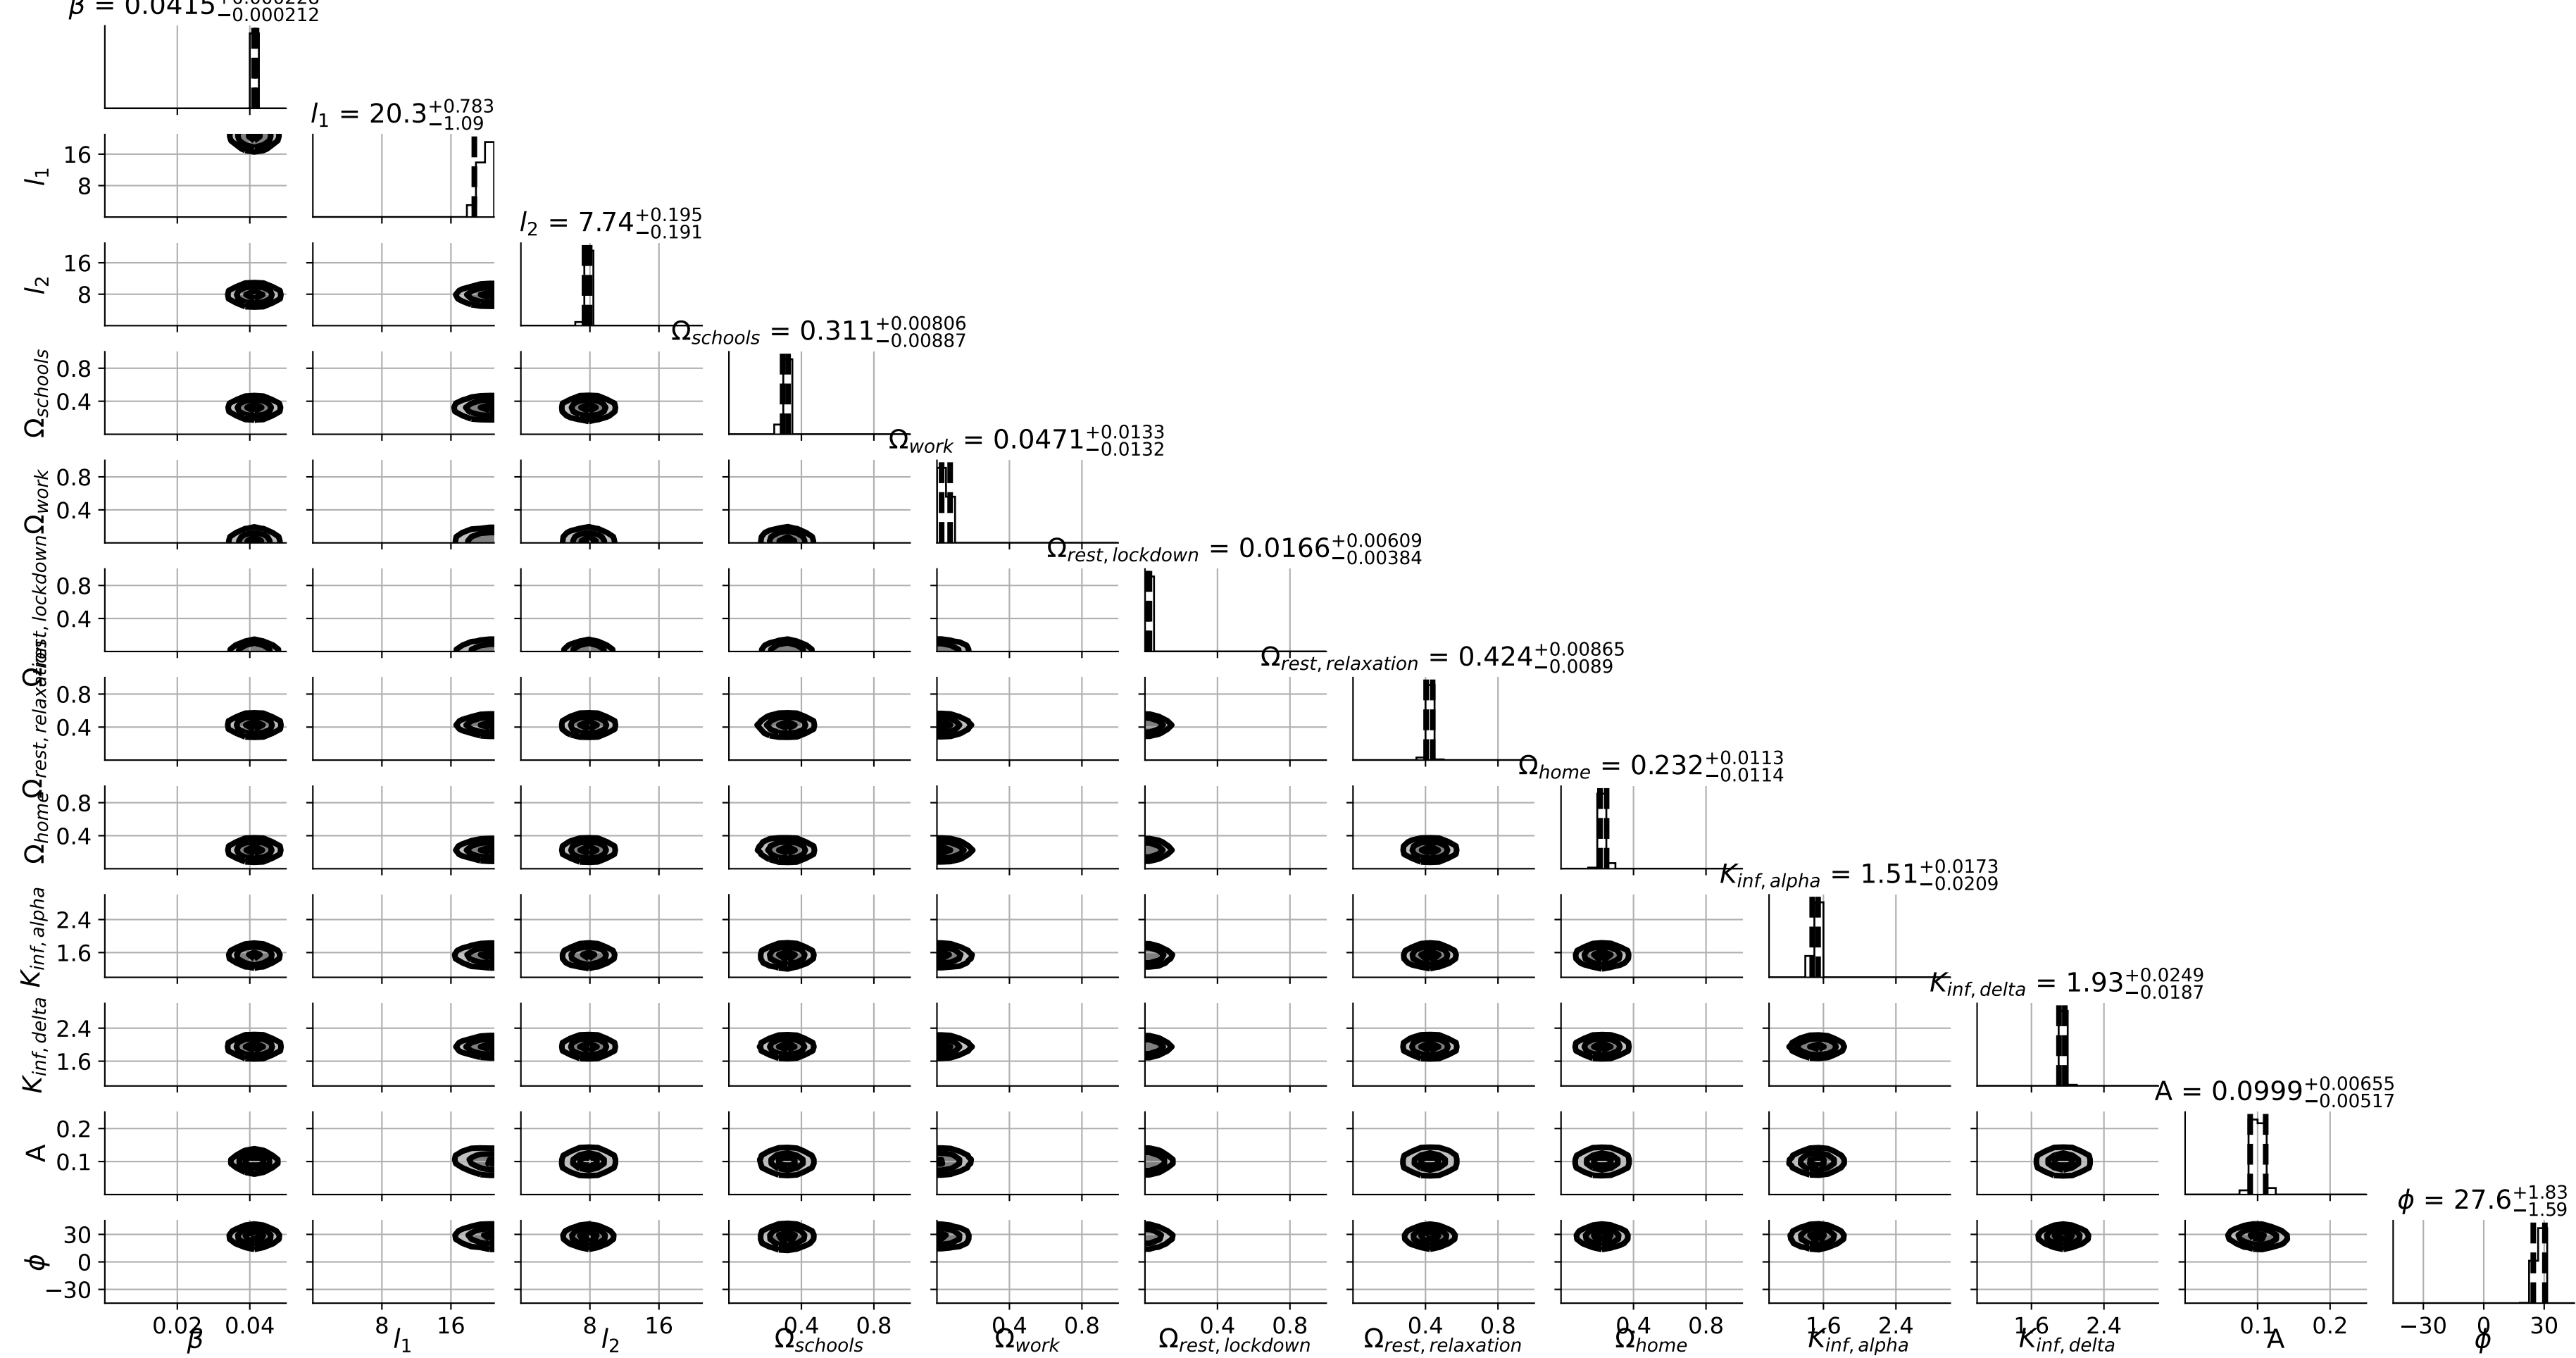 β = 0.0415 −0.000212
l1 = 20.3 +0.783 −1.09
16
8
l1
l2 = 7.74 +0.195 −0.191
16
8
l2
Ωschools = 0.311 +0.00806 −0.00887
0.8
0.4
Ωschools
Ωwork = 0.0471 +0.0133 −0.0132
0.8
0.4
Ωwork
Ωrest, lockdown = 0.0166 +0.00609 −0.00384
0.8
0.4
Ωrest, lockdown
Ωrest, relaxation = 0.424 +0.00865 −0.0089
0.8
0.4
Ωrest, relaxation
Ωhome = 0.232 +0.0113 −0.0114
0.8
0.4
Ωhome
Kinf, alpha = 1.51 +0.0173 −0.0209
2.4
1.6
Kinf, alpha
Kinf, delta = 1.93 +0.0249 −0.0187
2.4
1.6
Kinf, delta
A = 0.0999 +0.00655 −0.00517
0.2
0.1
A
ϕ = 27.6 +1.83 −1.59
30
0
−30
ϕ
0.02 0.04 8 16 8 16 0.4 0.8 0.4 0.8 0.4 0.8 0.4 0.8 0.4 0.8 1.6 2.4 1.6 2.4 0.1 0.2 −30 0 30
β l1 l2 Ωschools Ωwork Ωrest, lockdown Ωrest, relaxation Ωhome Kinf, alpha Kinf, delta A ϕ